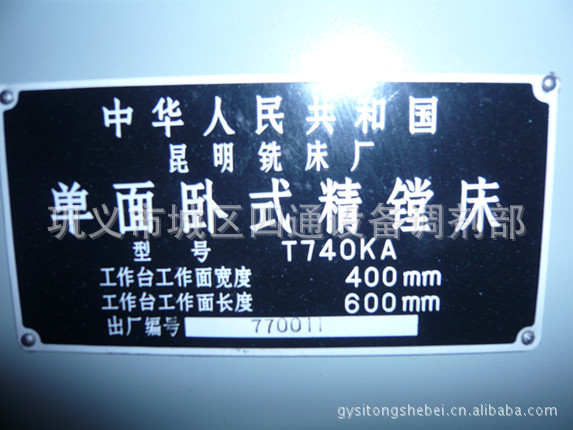 中华人民共和国
昆明铣床厂
单面卧式精镗床
巩义市城区四通设备调剂部
型号 T740KA
工作台工作面宽度 400mm
工作台工作面长度 600mm
出厂编号 770011
gysitongshebei.cn.alibaba.com